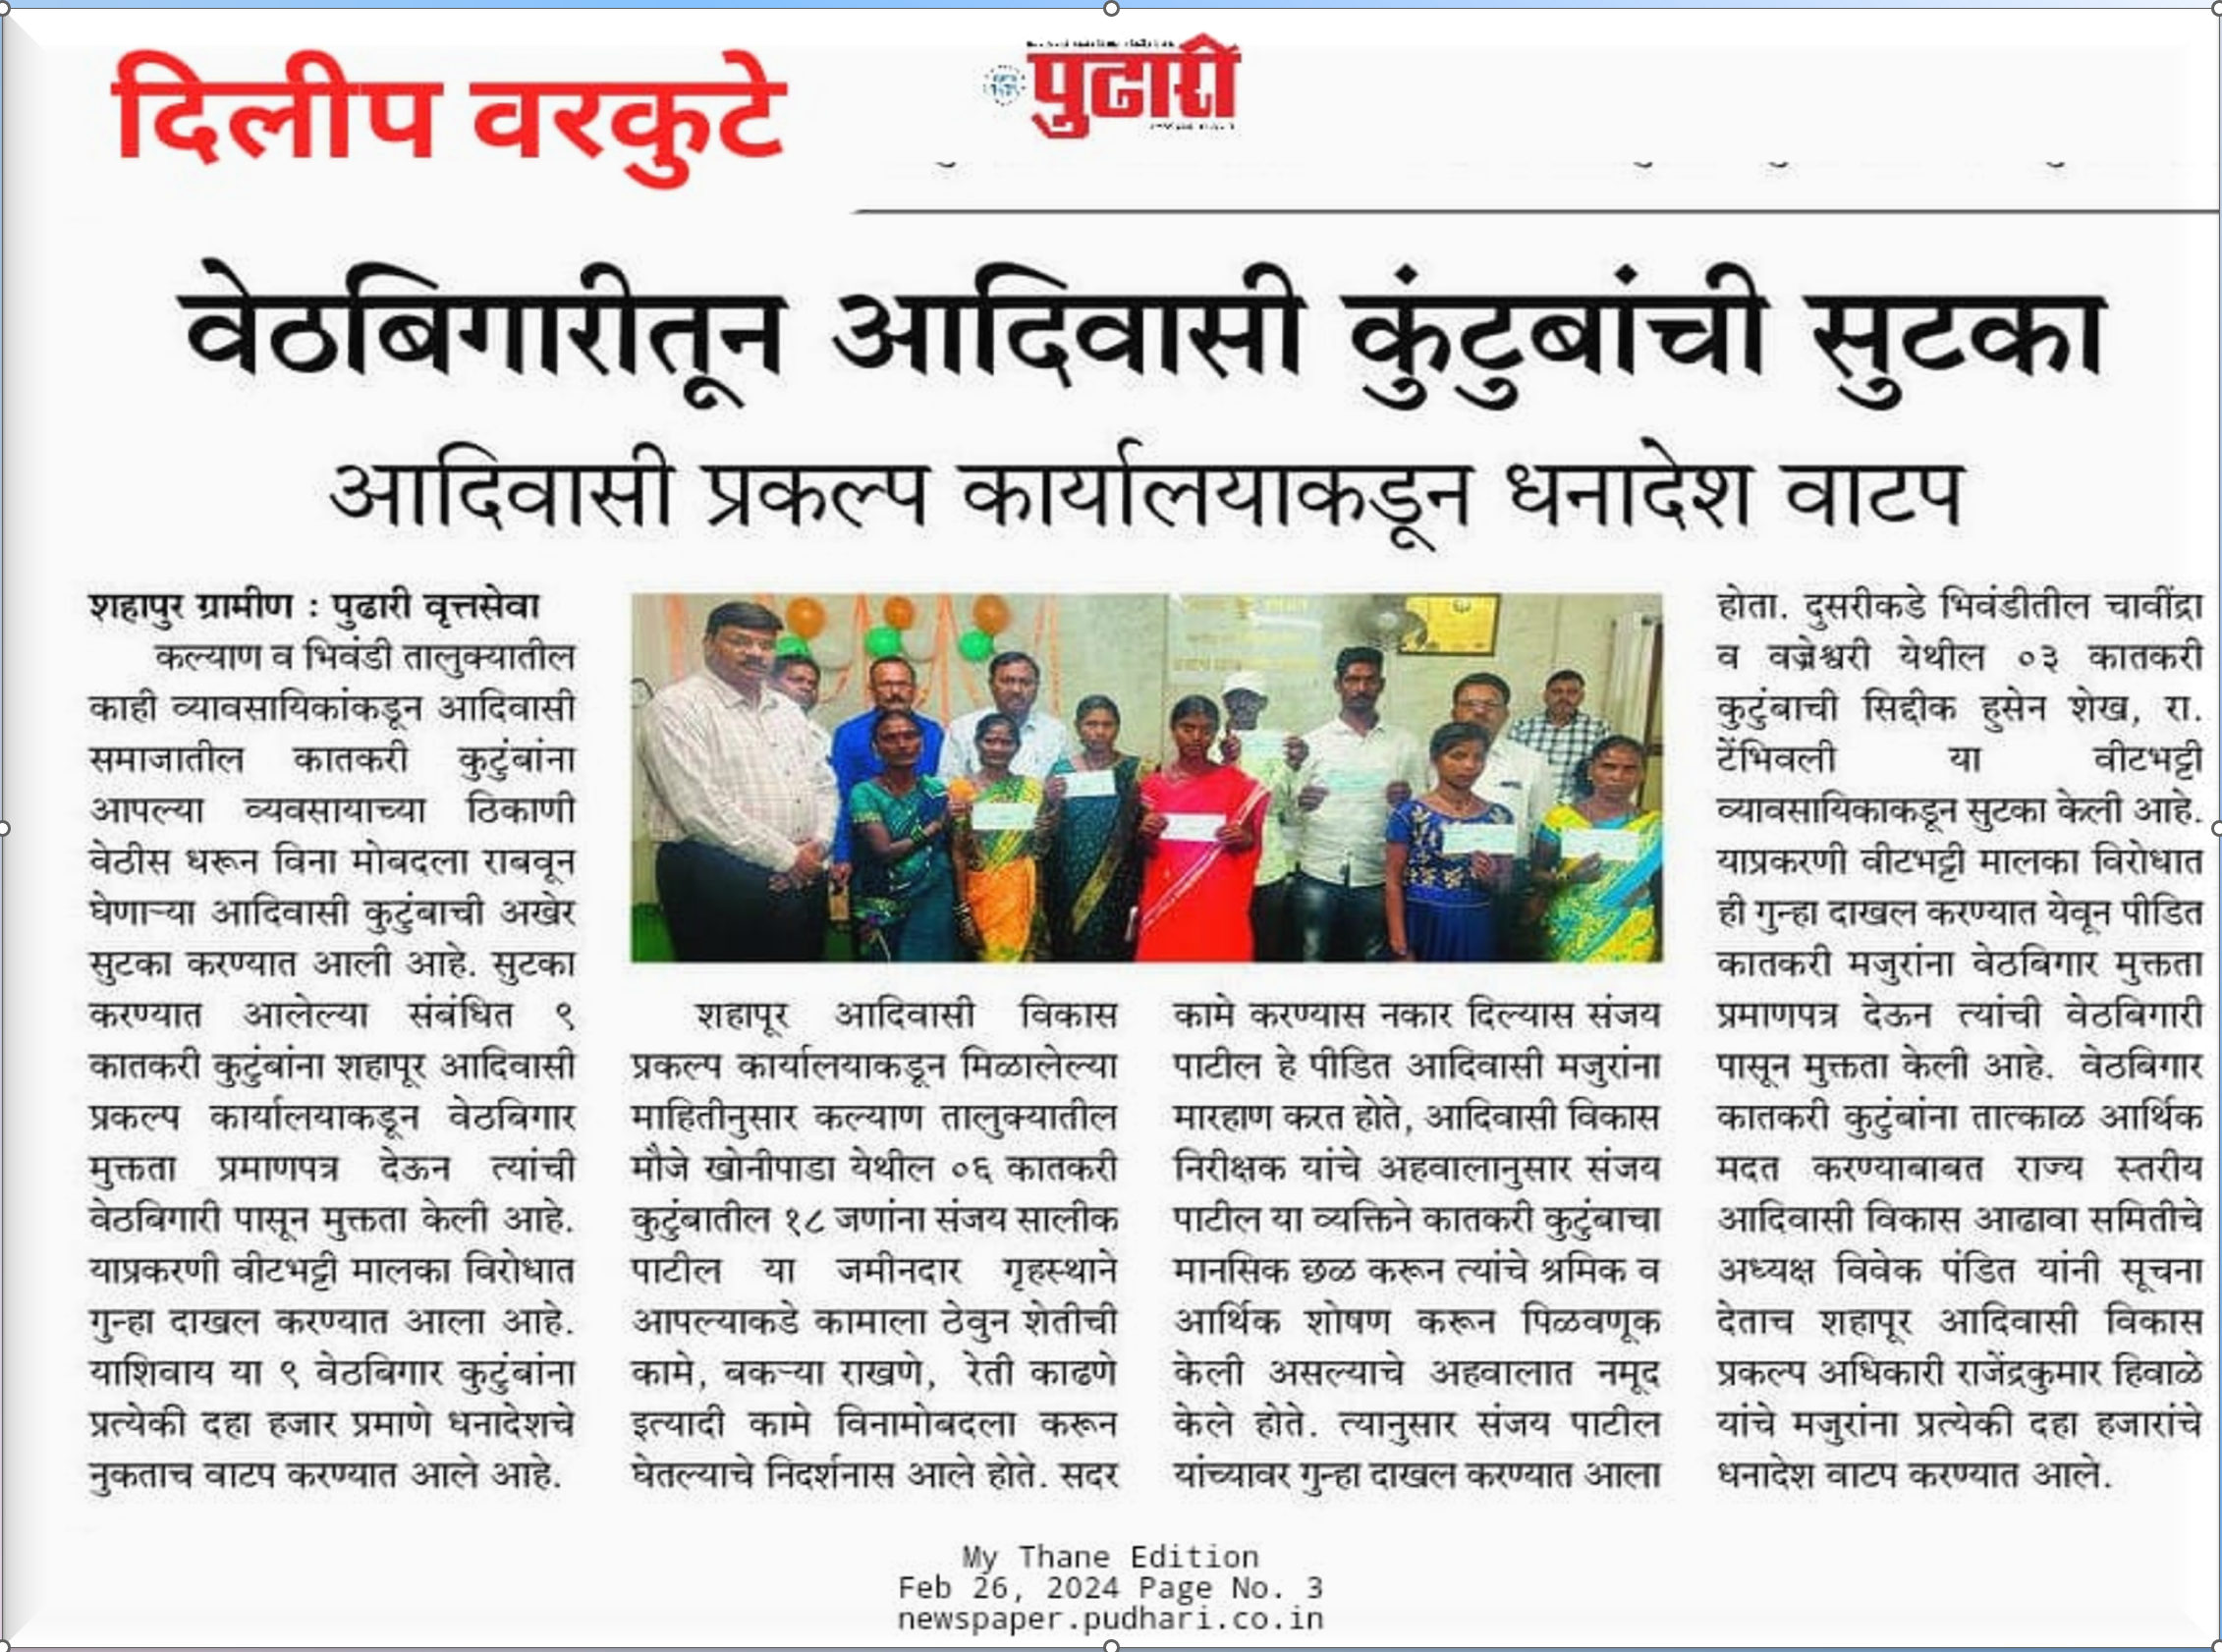 दिलीप वरकुटे
पुढारी
वेठबिगारीतून आदिवासी कुंटुबांची सुटका
आदिवासी प्रकल्प कार्यालयाकडून धनादेश वाटप
शहापुर ग्रामीण : पुढारी वृत्तसेवा
कल्याण व भिवंडी तालुक्यातील
काही व्यावसायिकांकडून आदिवासी
समाजातील कातकरी कुटुंबांना
आपल्या व्यवसायाच्या ठिकाणी
वेठीस धरून विना मोबदला राबवून
घेणाऱ्या आदिवासी कुटुंबाची अखेर
सुटका करण्यात आली आहे. सुटका
करण्यात आलेल्या संबंधित ९
कातकरी कुटुंबांना शहापूर आदिवासी
प्रकल्प कार्यालयाकडून वेठबिगार
मुक्तता प्रमाणपत्र देऊन त्यांची
वेठबिगारी पासून मुक्तता केली आहे.
याप्रकरणी वीटभट्टी मालका विरोधात
गुन्हा दाखल करण्यात आला आहे.
याशिवाय या ९ वेठबिगार कुटुंबांना
प्रत्येकी दहा हजार प्रमाणे धनादेशचे
नुकताच वाटप करण्यात आले आहे.
शहापूर आदिवासी विकास
प्रकल्प कार्यालयाकडून मिळालेल्या
माहितीनुसार कल्याण तालुक्यातील
मौजे खोनीपाडा येथील ०६ कातकरी
कुटुंबातील १८ जणांना संजय सालीक
पाटील या जमीनदार गृहस्थाने
आपल्याकडे कामाला ठेवुन शेतीची
कामे, बकऱ्या राखणे, रेती काढणे
इत्यादी कामे विनामोबदला करून
घेतल्याचे निदर्शनास आले होते. सदर
कामे करण्यास नकार दिल्यास संजय
पाटील हे पीडित आदिवासी मजुरांना
मारहाण करत होते, आदिवासी विकास
निरीक्षक यांचे अहवालानुसार संजय
पाटील या व्यक्तिने कातकरी कुटुंबाचा
मानसिक छळ करून त्यांचे श्रमिक व
आर्थिक शोषण करून पिळवणूक
केली असल्याचे अहवालात नमूद
केले होते. त्यानुसार संजय पाटील
यांच्यावर गुन्हा दाखल करण्यात आला
होता. दुसरीकडे भिवंडीतील चावींद्रा
व वज्रेश्वरी येथील ०३ कातकरी
कुटुंबाची सिद्दीक हुसेन शेख, रा.
टेंभिवली या वीटभट्टी
व्यावसायिकाकडून सुटका केली आहे.
याप्रकरणी वीटभट्टी मालका विरोधात
ही गुन्हा दाखल करण्यात येवून पीडित
कातकरी मजुरांना वेठबिगार मुक्तता
प्रमाणपत्र देऊन त्यांची वेठबिगारी
पासून मुक्तता केली आहे. वेठबिगार
कातकरी कुटुंबांना तात्काळ आर्थिक
मदत करण्याबाबत राज्य स्तरीय
आदिवासी विकास आढावा समितीचे
अध्यक्ष विवेक पंडित यांनी सूचना
देताच शहापूर आदिवासी विकास
प्रकल्प अधिकारी राजेंद्रकुमार हिवाळे
यांचे मजुरांना प्रत्येकी दहा हजारांचे
धनादेश वाटप करण्यात आले.
My Thane Edition
Feb 26, 2024 Page No. 3
newspaper.pudhari.co.in